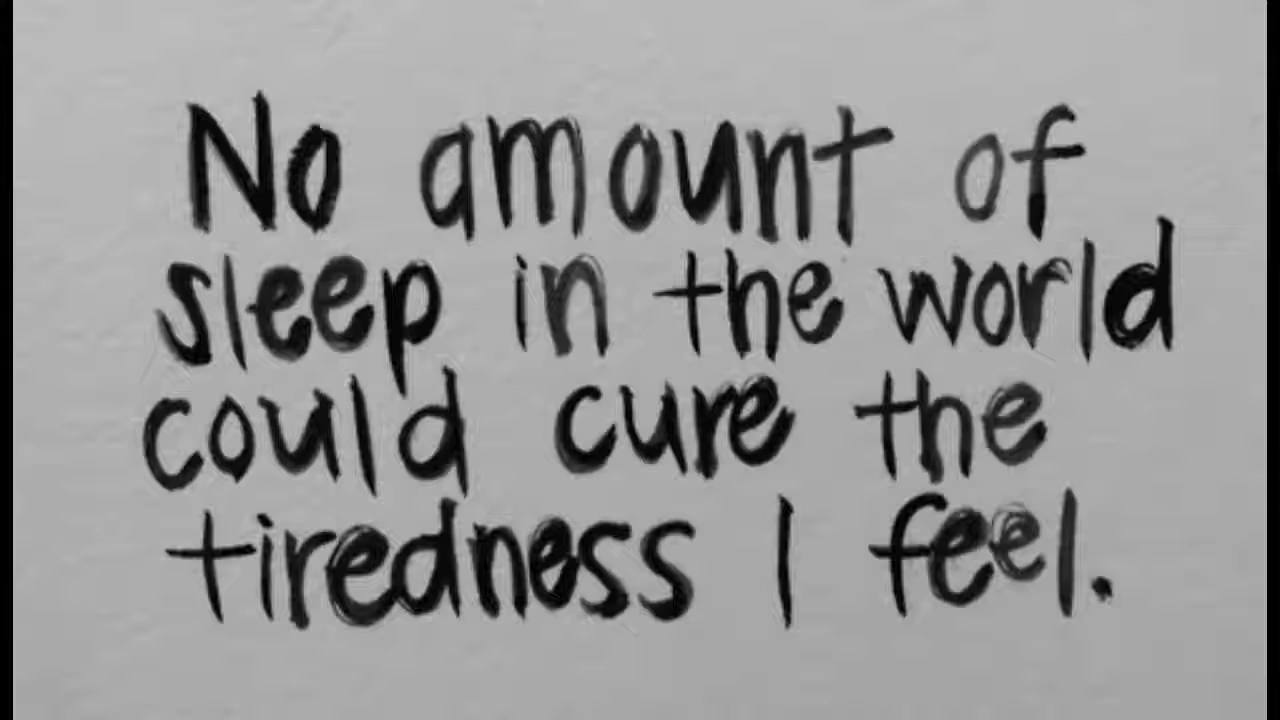 No amount of
sleep in the world
could cure the
tiredness I feel.